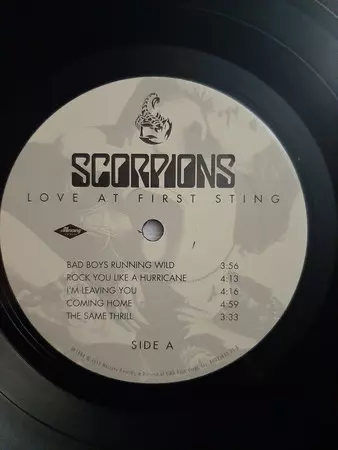 SCORPIONS
LOVE AT FIRST STING
Mercury
BAD BOYS RUNNING WILD 3:56
ROCK YOU LIKE A HURRICANE 4:13
I'M LEAVING YOU 4:16
COMING HOME 4:59
THE SAME THRILL 3:33
SIDE A